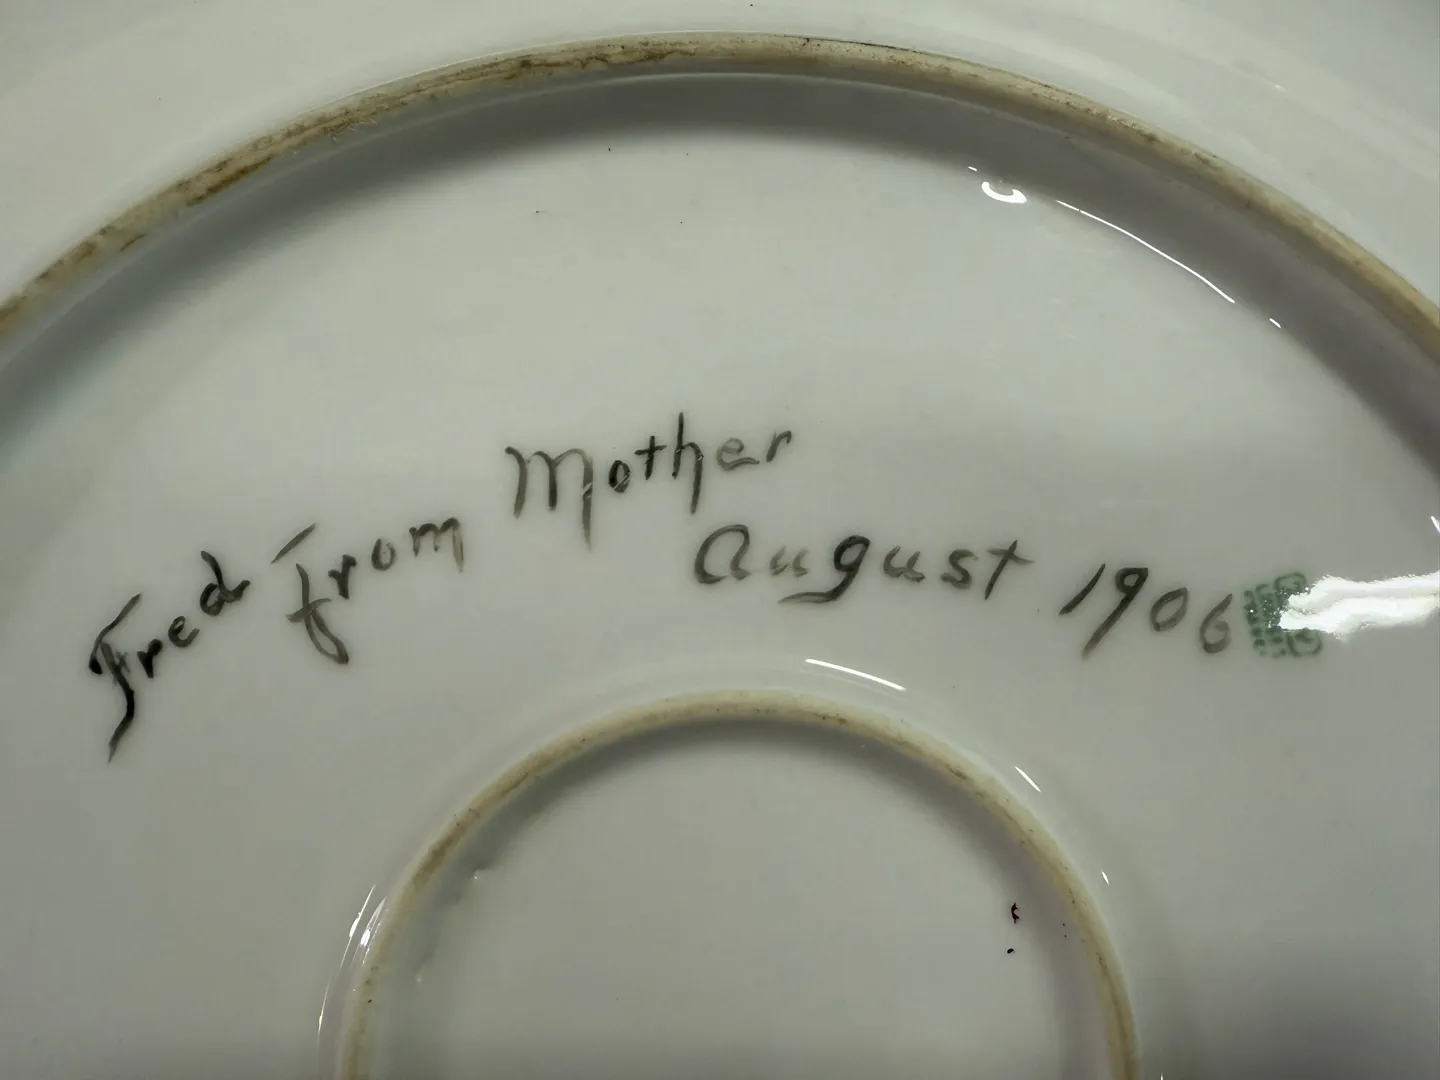 Fred from Mother
August 1906